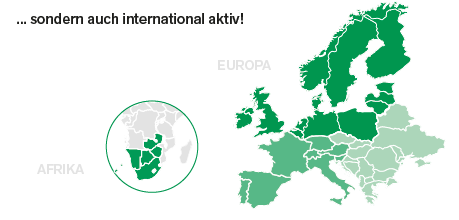 ... sondern auch international aktiv!
EUROPA
AFRIKA